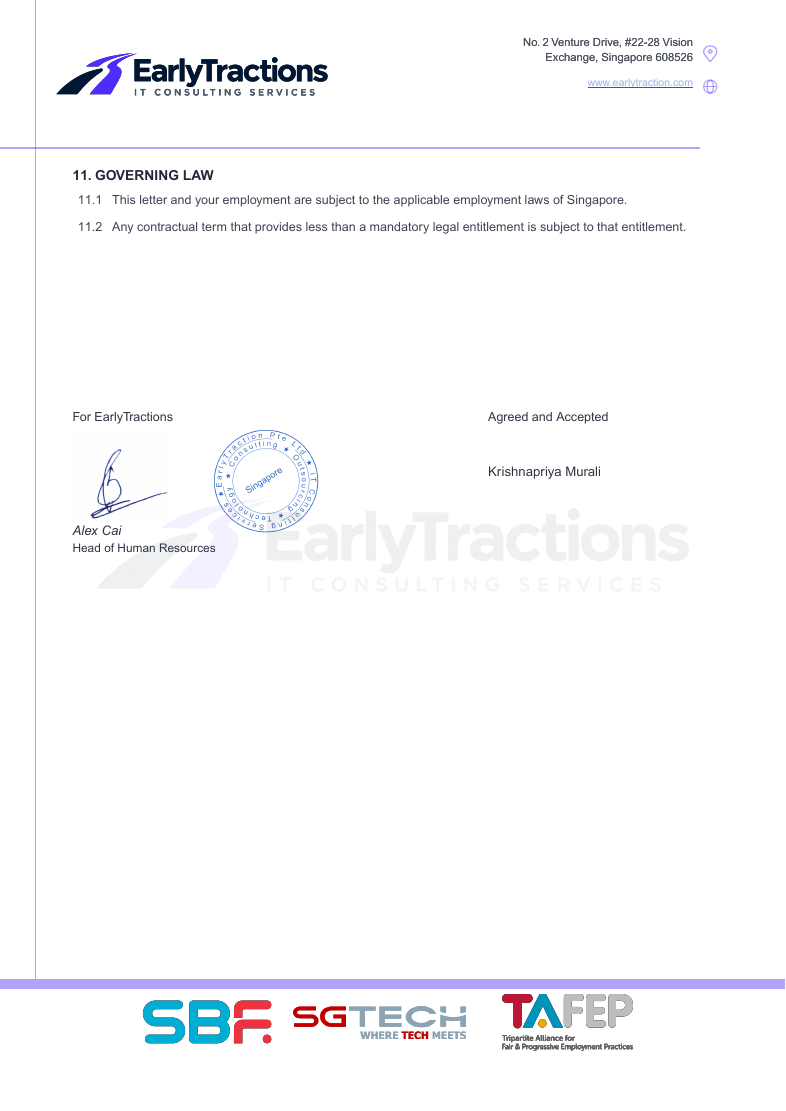 EarlyTractions
IT CONSULTING SERVICES
No. 2 Venture Drive, #22-28 Vision
Exchange, Singapore 608526
www.earlytraction.com
11. GOVERNING LAW
11.1 This letter and your employment are subject to the applicable employment laws of Singapore.
11.2 Any contractual term that provides less than a mandatory legal entitlement is subject to that entitlement.
For EarlyTractions
Agreed and Accepted
EarlyTraction Pte Ltd ★ IT Consulting Services ★
Consulting ★ Outsourcing ★ Technology ★
Singapore
Krishnapriya Murali
Alex Cai
Head of Human Resources
EarlyTractions
IT CONSULTING SERVICES
SBF.
SGTECH
WHERE TECH MEETS
TAFEP
Tripartite Alliance for
Fair & Progressive Employment Practices